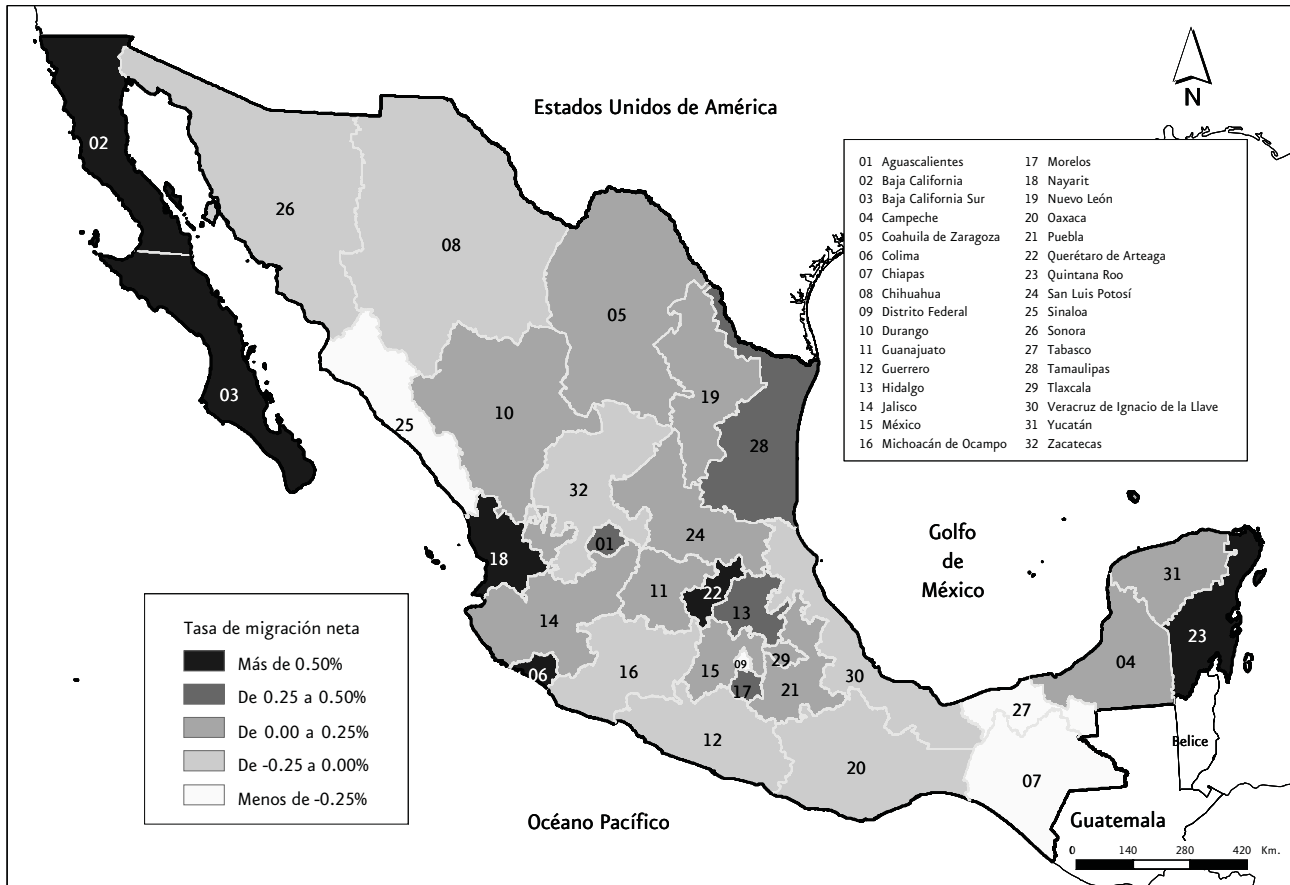 N
Estados Unidos de América
01 Aguascalientes
02 Baja California
03 Baja California Sur
04 Campeche
05 Coahuila de Zaragoza
06 Colima
07 Chiapas
08 Chihuahua
09 Distrito Federal
10 Durango
11 Guanajuato
12 Guerrero
13 Hidalgo
14 Jalisco
15 México
16 Michoacán de Ocampo
17 Morelos
18 Nayarit
19 Nuevo León
20 Oaxaca
21 Puebla
22 Querétaro de Arteaga
23 Quintana Roo
24 San Luis Potosí
25 Sinaloa
26 Sonora
27 Tabasco
28 Tamaulipas
29 Tlaxcala
30 Veracruz de Ignacio de la Llave
31 Yucatán
32 Zacatecas
02
26
08
05
03
19
10
25
28
32
24
01
18
Golfo
de
México
31
11
22
13
14
23
04
06
16
15
09
29
17
21
30
27
12
20
07
Belice
Tasa de migración neta
Más de 0.50%
De 0.25 a 0.50%
De 0.00 a 0.25%
De -0.25 a 0.00%
Menos de -0.25%
Océano Pacífico
Guatemala
0 140 280 420 Km.